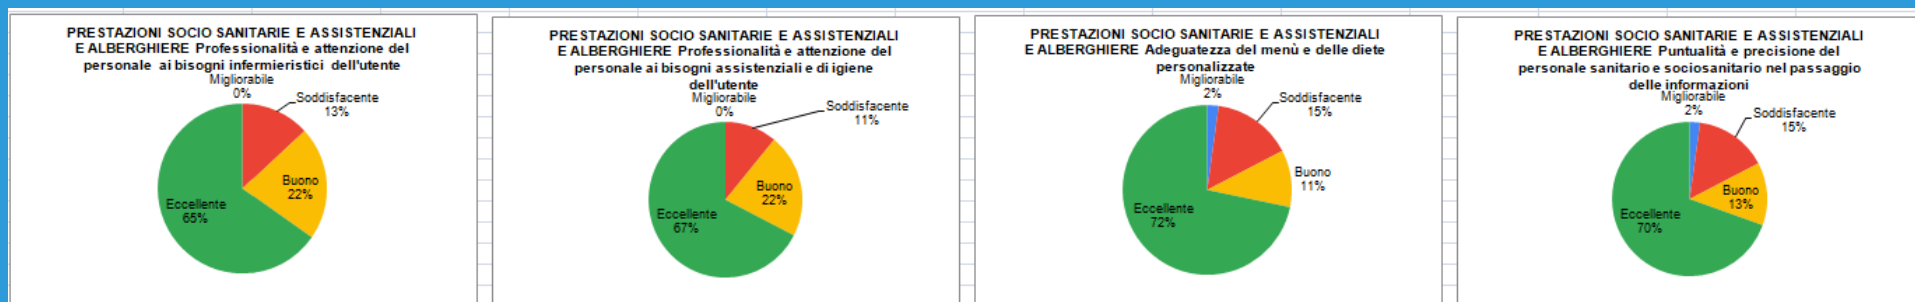 PRESTAZIONI SOCIO SANITARIE E ASSISTENZIALI
E ALBERGHIERE Professionalità e attenzione del
personale ai bisogni infermieristici dell'utente
Migliorabile
0%
Soddisfacente
13%
Buono
22%
Eccellente
65%
PRESTAZIONI SOCIO SANITARIE E ASSISTENZIALI
E ALBERGHIERE Professionalità e attenzione del
personale ai bisogni assistenziali e di igiene
dell'utente
Migliorabile
0%
Soddisfacente
11%
Buono
22%
Eccellente
67%
PRESTAZIONI SOCIO SANITARIE E ASSISTENZIALI
E ALBERGHIERE Adeguatezza del menù e delle diete
personalizzate
Migliorabile
2%
Soddisfacente
15%
Buono
11%
Eccellente
72%
PRESTAZIONI SOCIO SANITARIE E ASSISTENZIALI
E ALBERGHIERE Puntualità e precisione del
personale sanitario e sociosanitario nel passaggio
delle informazioni
Migliorabile
2%
Soddisfacente
15%
Buono
13%
Eccellente
70%